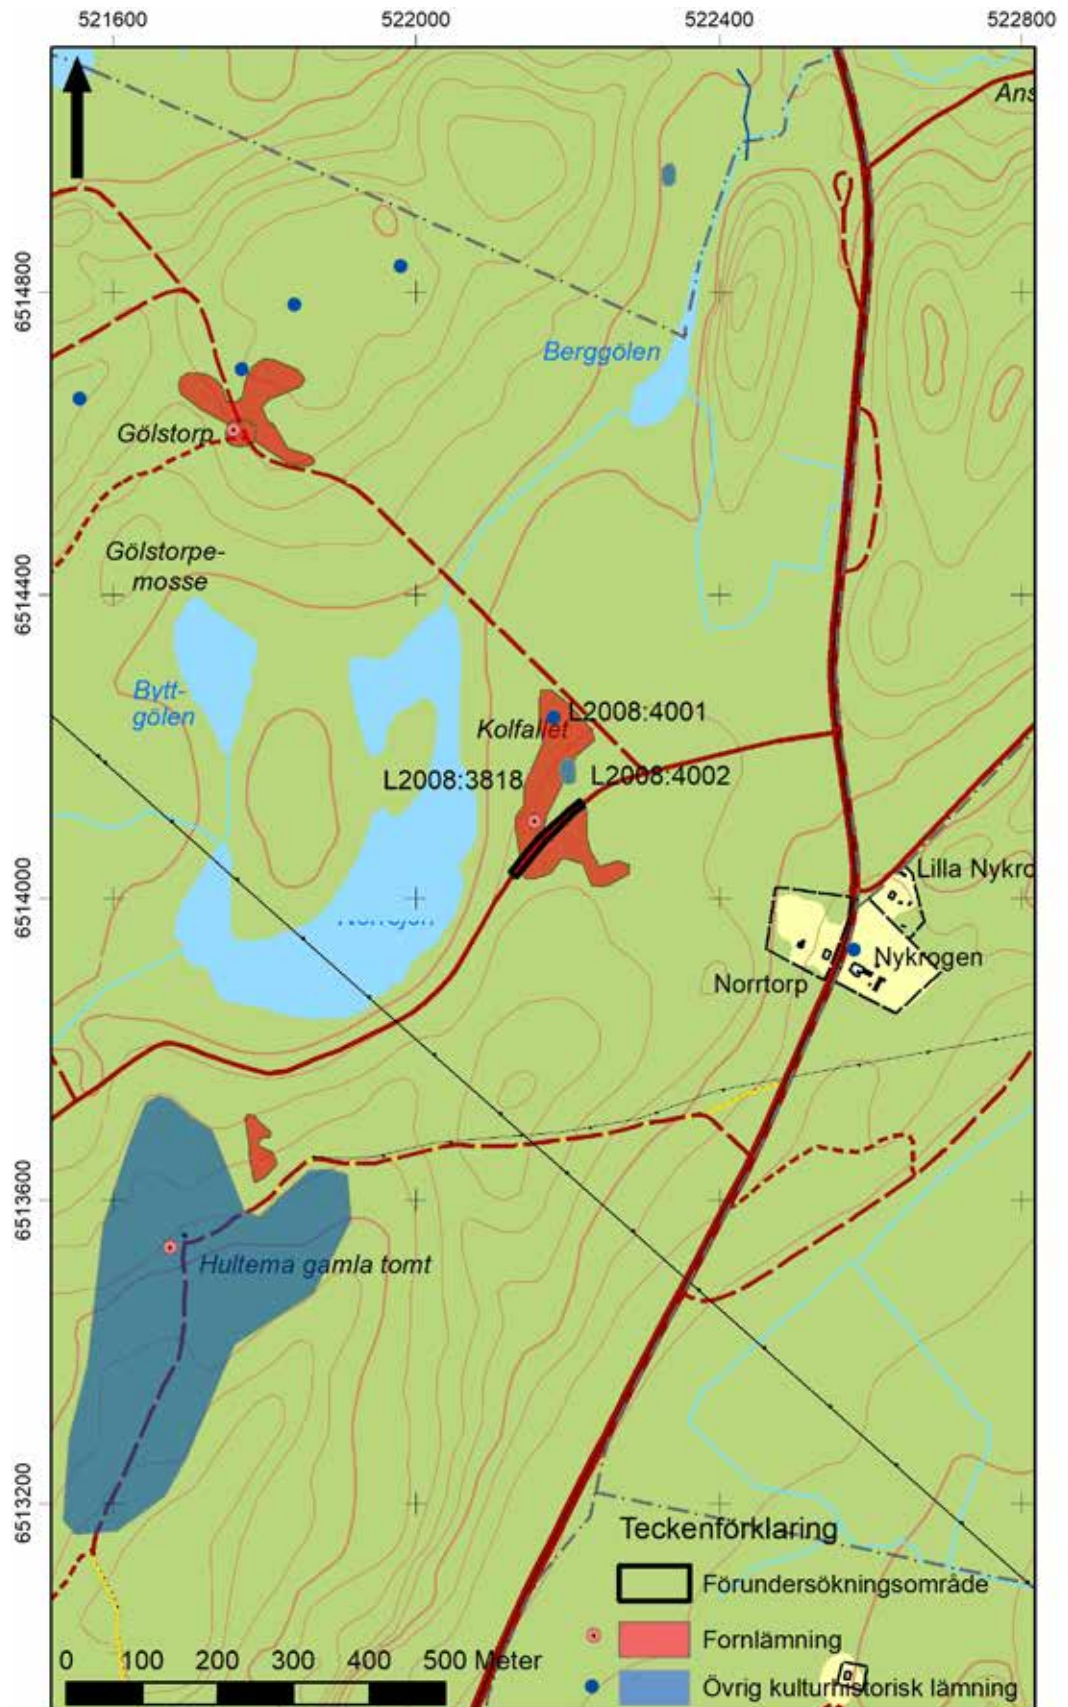 521600 522000 522400 522800
Ans
6514800
Berggölen
Gölstorp
Gölstorpe-
mosse
6514400
Bytt-
gölen
L2008:4001
Kolfallet
L2008:3818
L2008:4002
6514000
Lilla Nykro
Nykrogen
Norrtorp
6513600
Hultema gamla tomt
6513200
Teckenförklaring
Förundersökningsområde
Fornlämning
Övrig kulturhistorisk lämning
0 100 200 300 400 500 Meter